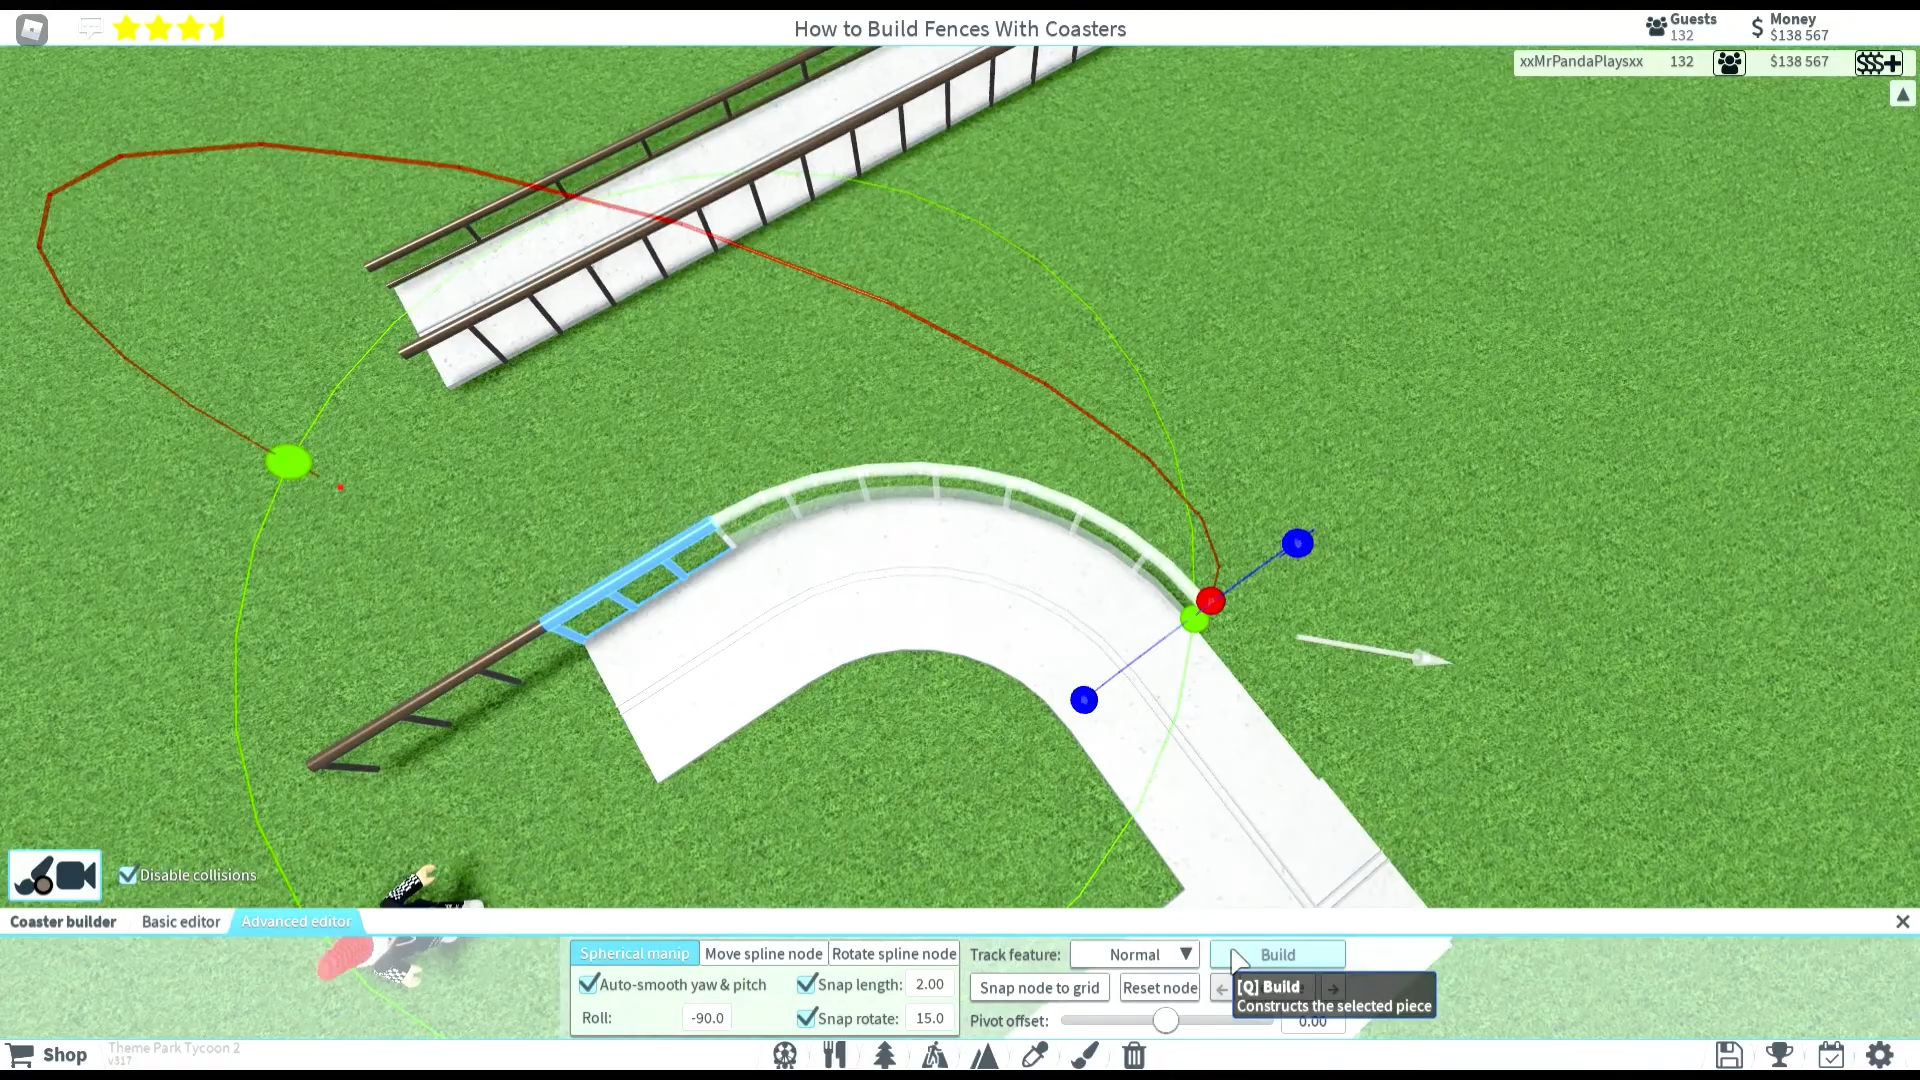 How to Build Fences With Coasters
Guests
132
$ Money
$138 567
xxMrPandaPlaysxx 132 $138 567 $$$+
Disable collisions
Coaster builder Basic editor Advanced editor
Spherical manip Move spline node Rotate spline node Track feature: Normal Build
Auto-smooth yaw & pitch Snap length: 2.00 Snap node to grid Reset node
[Q] Build
Constructs the selected piece
Roll: -90.0 Snap rotate: 15.0 Pivot offset: 0.00
Shop
Theme Park Tycoon 2
v317